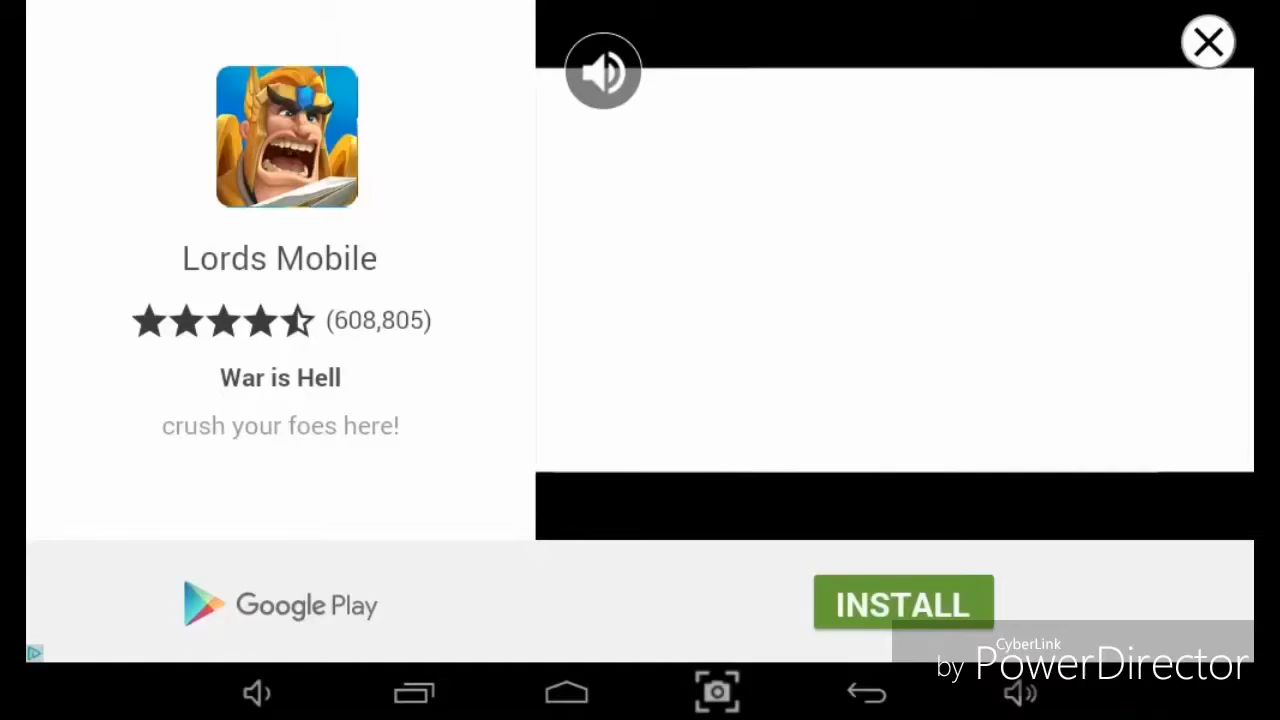 Lords Mobile
(608,805)
War is Hell
crush your foes here!
Google Play
INSTALL
CyberLink
by PowerDirector